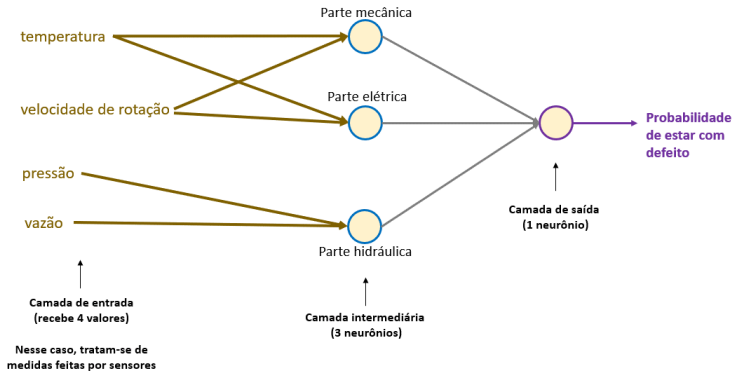 Parte mecânica
temperatura
Parte elétrica
velocidade de rotação
Probabilidade
de estar com
defeito
pressão
vazão
Parte hidráulica
Camada de saída
(1 neurônio)
Camada de entrada
(recebe 4 valores)
Camada intermediária
(3 neurônios)
Nesse caso, tratam-se de
medidas feitas por sensores